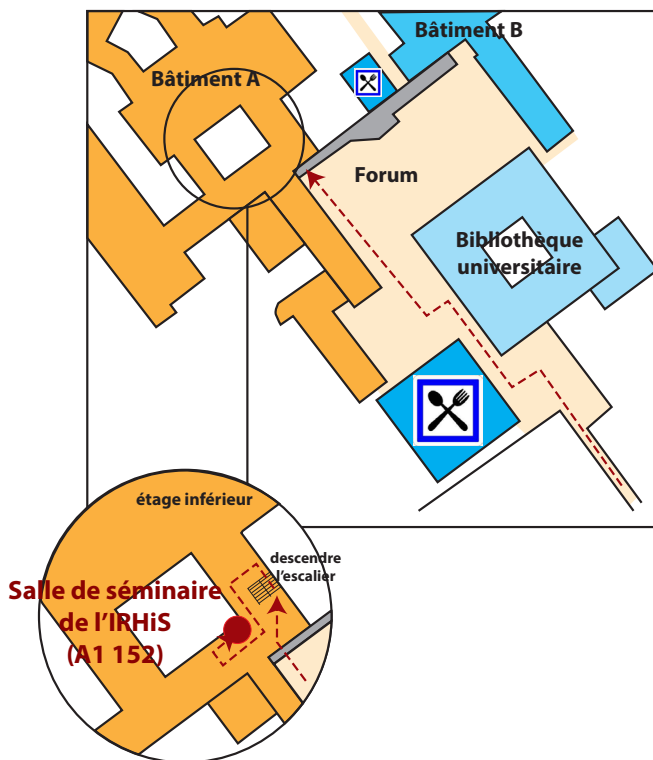 Bâtiment B
Bâtiment A
Forum
Bibliothèque
universitaire
étage inférieur
descendre
l'escalier
Salle de séminaire
de l'IRHiS
(A1 152)